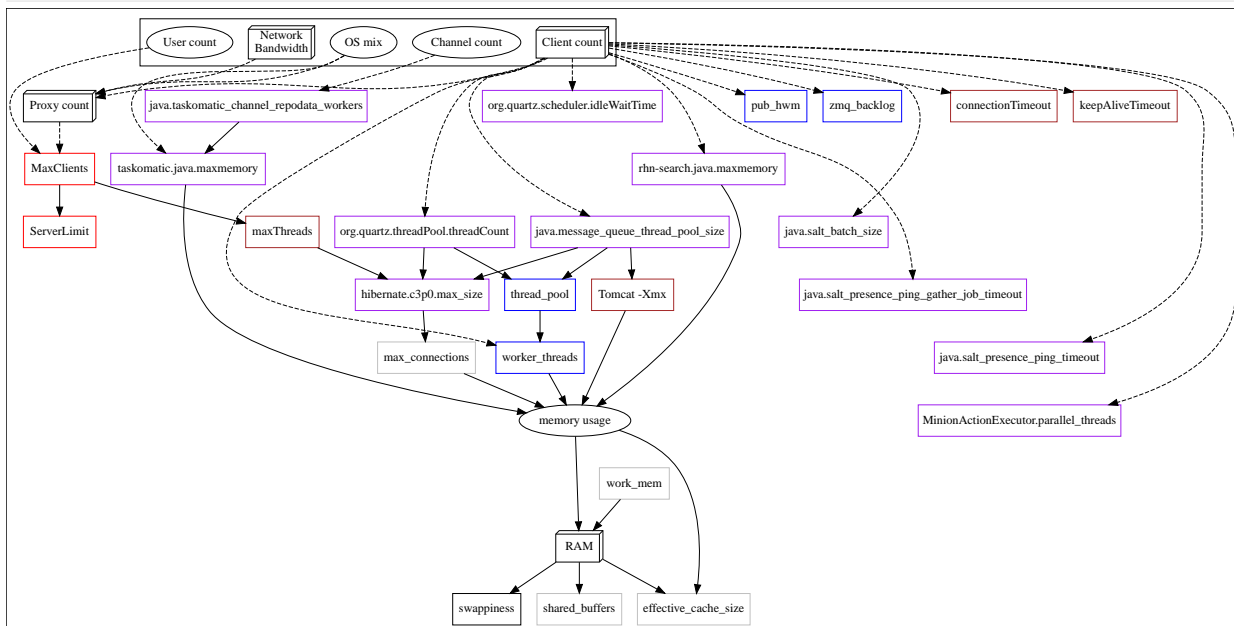 User count
Network
Bandwidth
OS mix
Channel count
Client count
Proxy count
java.taskomatic_channel_repodata_workers
org.quartz.scheduler.idleWaitTime
pub_hwm
zmq_backlog
connectionTimeout
keepAliveTimeout
MaxClients
taskomatic.java.maxmemory
rhn-search.java.maxmemory
ServerLimit
maxThreads
org.quartz.threadPool.threadCount
java.message_queue_thread_pool_size
java.salt_batch_size
hibernate.c3p0.max_size
thread_pool
Tomcat -Xmx
java.salt_presence_ping_gather_job_timeout
max_connections
worker_threads
java.salt_presence_ping_timeout
memory usage
MinionActionExecutor.parallel_threads
work_mem
RAM
swappiness
shared_buffers
effective_cache_size